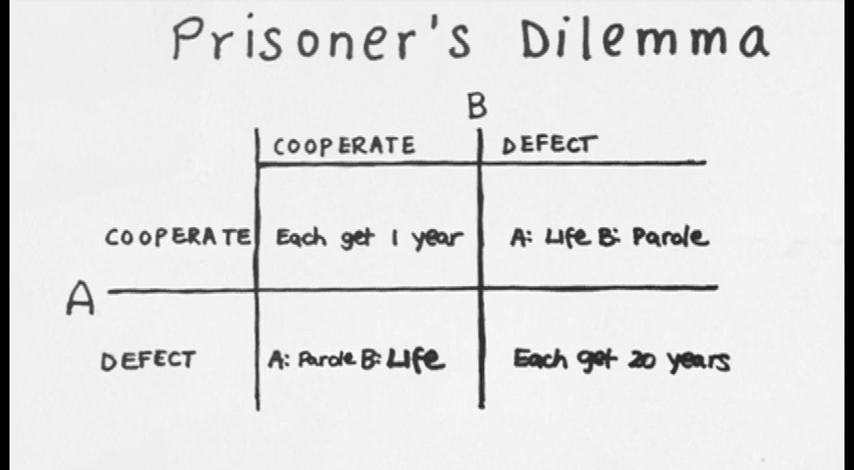 Prisoner's Dilemma
B
COOPERATE DEFECT
COOPERATE Each get 1 year A: Life B: Parole
A
DEFECT A: Parole B: Life Each get 20 years